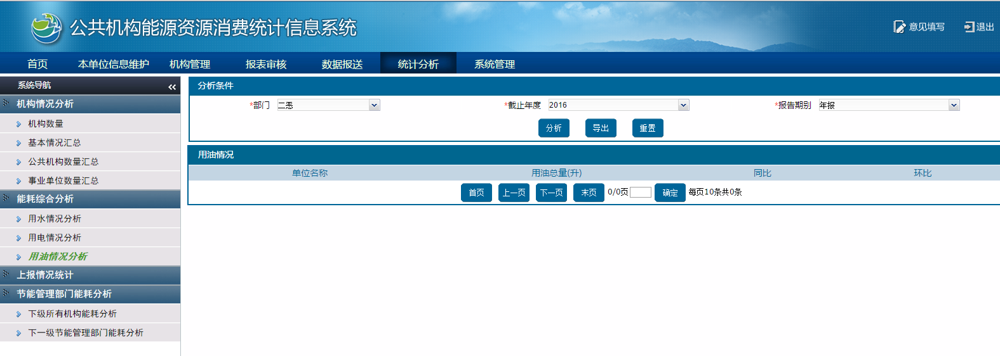 公共机构能源资源消费统计信息系统
意见填写 退出
首页 本单位信息维护 机构管理 报表审核 数据报送 统计分析 系统管理
系统导航
机构情况分析
机构数量
基本情况汇总
公共机构数量汇总
事业单位数量汇总
能耗综合分析
用水情况分析
用电情况分析
用油情况分析
上报情况统计
节能管理部门能耗分析
下级所有机构能耗分析
下一级节能管理部门能耗分析
分析条件
*部门 二恶 *截止年度 2016 *报告期别 年报
分析 导出 重置
用油情况
单位名称 用油总量(升) 同比 环比
首页 上一页 下一页 末页 0/0页 确定 每页10条共0条